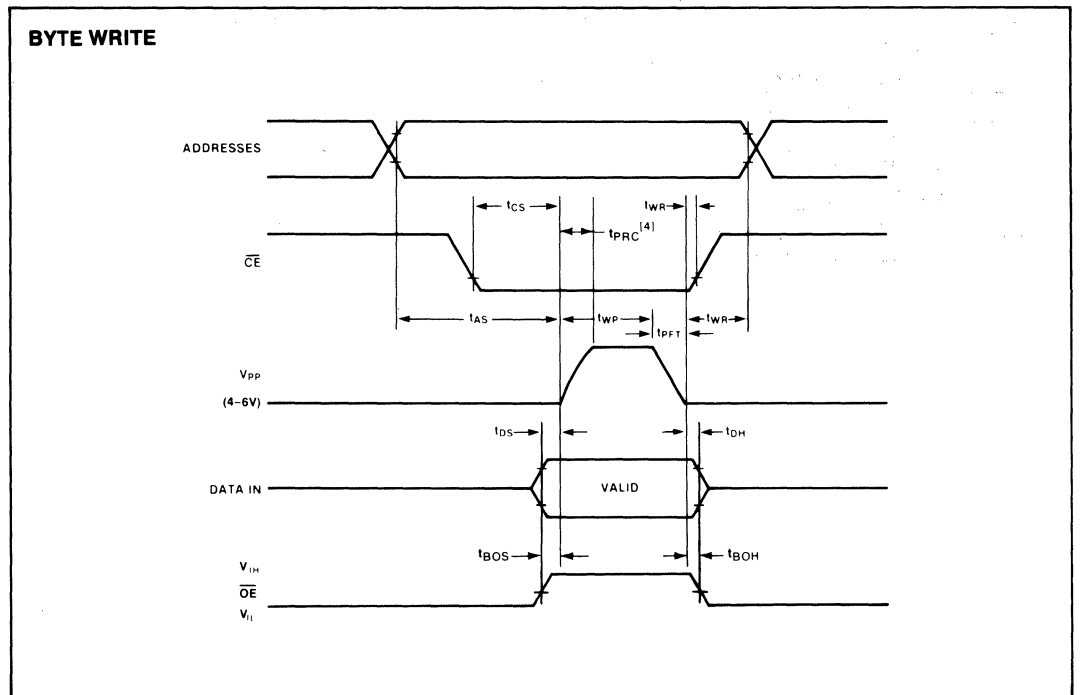 BYTE WRITE
ADDRESSES
tCS
tWR
tPRC[4]
CE
tAS
tWP
tWR
tPFT
VPP
(4-6V)
tDS
tDH
DATA IN
VALID
tBOS
tBOH
VIH
OE
VIL